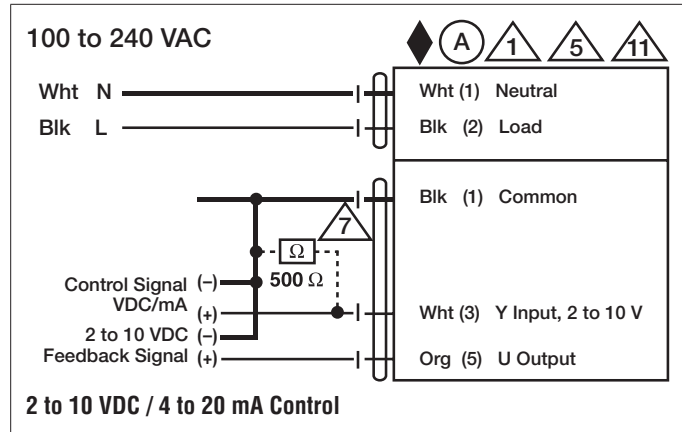 100 to 240 VAC
A 1 5 11
Wht N
Wht (1) Neutral
Blk L
Blk (2) Load
Blk (1) Common
7
Ω
500 Ω
Control Signal (–)
VDC/mA
(+)
Wht (3) Y Input, 2 to 10 V
2 to 10 VDC (–)
Feedback Signal (+)
Org (5) U Output
2 to 10 VDC / 4 to 20 mA Control